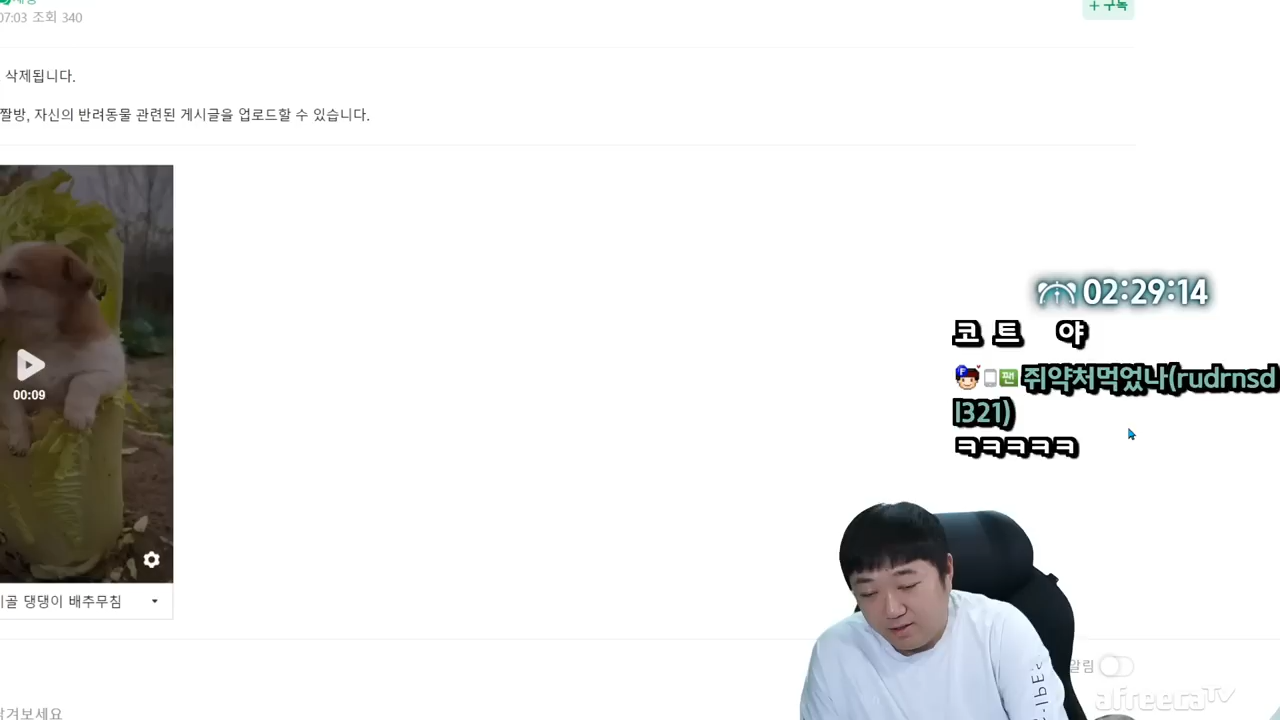 07:03 조회 340
+ 구독
삭제됩니다.
짤방, 자신의 반려동물 관련된 게시글을 업로드할 수 있습니다.
02:29:14
코 트 야
쥐약처먹었나(rudrnsd
l321)
ㅋㅋㅋㅋㅋ
00:09
골 댕댕이 배추무침
알림
afreecaTV
겨보세요